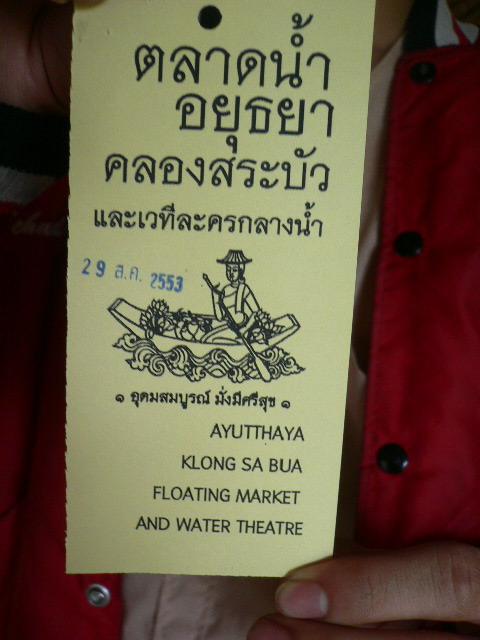 ตลาดน้ำ
อยุธยา
คลองสระบัว
และเวทีละครกลางน้ำ
29 ส.ค. 2553
๑ อุดมสมบูรณ์ มั่งมีศรีสุข ๑
AYUTTHAYA
KLONG SA BUA
FLOATING MARKET
AND WATER THEATRE